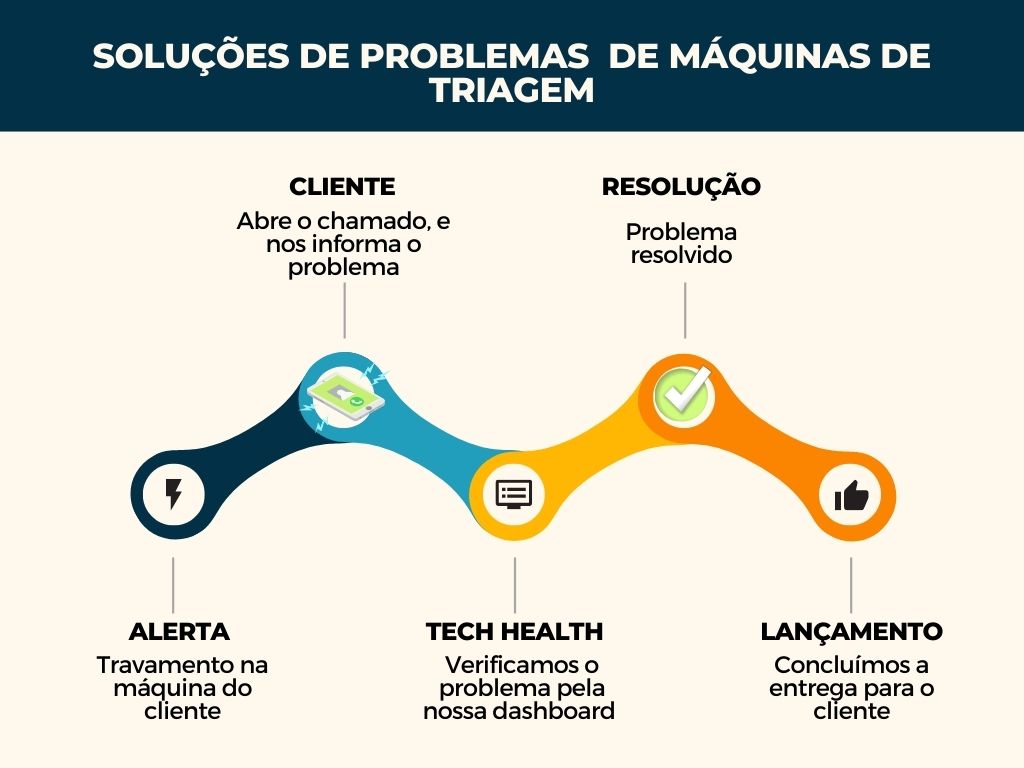 SOLUÇÕES DE PROBLEMAS  DE MÁQUINAS DE
TRIAGEM
CLIENTE
Abre o chamado, e
nos informa o
problema
RESOLUÇÃO
Problema
resolvido
ALERTA
Travamento na
máquina do
cliente
TECH HEALTH
Verificamos o
problema pela
nossa dashboard
LANÇAMENTO
Concluímos a
entrega para o
cliente